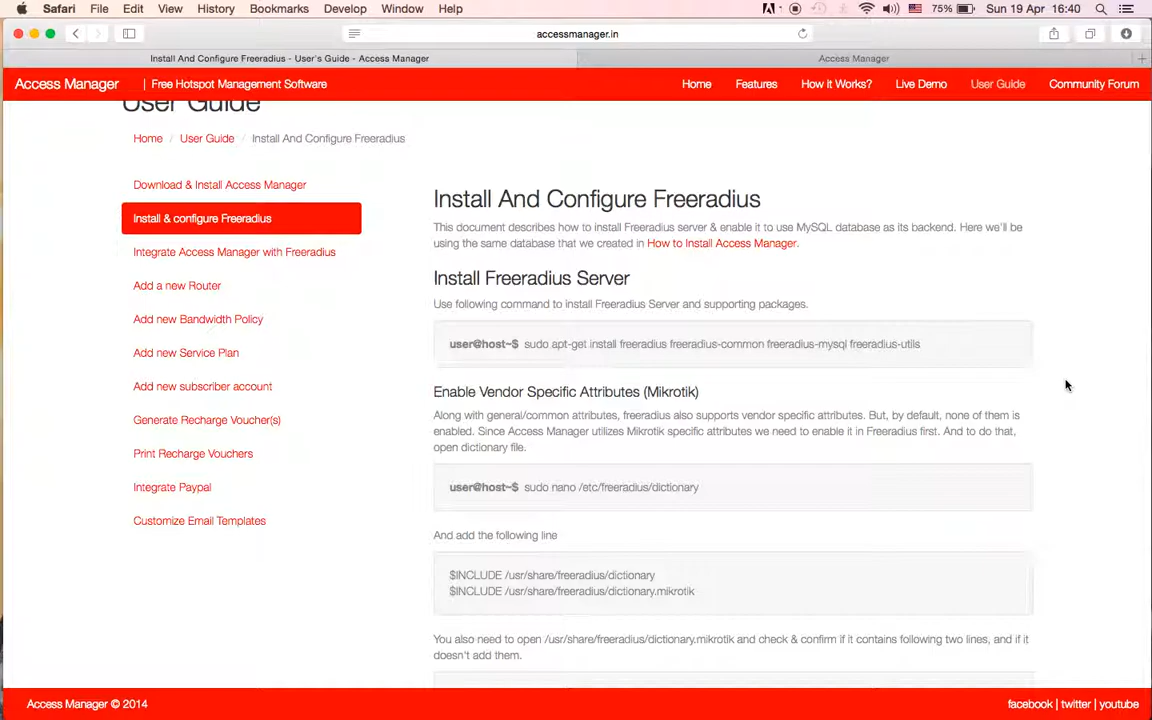 Safari File Edit View History Bookmarks Develop Window Help 75% Sun 19 Apr 16:40
accessmanager.in
Install And Configure Freeradius - User's Guide - Access Manager
Access Manager
Access Manager | Free Hotspot Management Software
Home Features How It Works? Live Demo User Guide Community Forum
User Guide
Home / User Guide / Install And Configure Freeradius
Download & Install Access Manager
Install & configure Freeradius
Integrate Access Manager with Freeradius
Add a new Router
Add new Bandwidth Policy
Add new Service Plan
Add new subscriber account
Generate Recharge Voucher(s)
Print Recharge Vouchers
Integrate Paypal
Customize Email Templates
Install And Configure Freeradius
This document describes how to install Freeradius server & enable it to use MySQL database as its backend. Here we'll be
using the same database that we created in How to Install Access Manager.
Install Freeradius Server
Use following command to install Freeradius Server and supporting packages.
user@host~$ sudo apt-get install freeradius freeradius-common freeradius-mysql freeradius-utils
Enable Vendor Specific Attributes (Mikrotik)
Along with general/common attributes, freeradius also supports vendor specific attributes. But, by default, none of them is
enabled. Since Access Manager utilizes Mikrotik specific attributes we need to enable it in Freeradius first. And to do that,
open dictionary file.
user@host~$ sudo nano /etc/freeradius/dictionary
And add the following line
$INCLUDE /usr/share/freeradius/dictionary
$INCLUDE /usr/share/freeradius/dictionary.mikrotik
You also need to open /usr/share/freeradius/dictionary.mikrotik and check & confirm if it contains following two lines, and if it
doesn't add them.
Access Manager © 2014
facebook | twitter | youtube